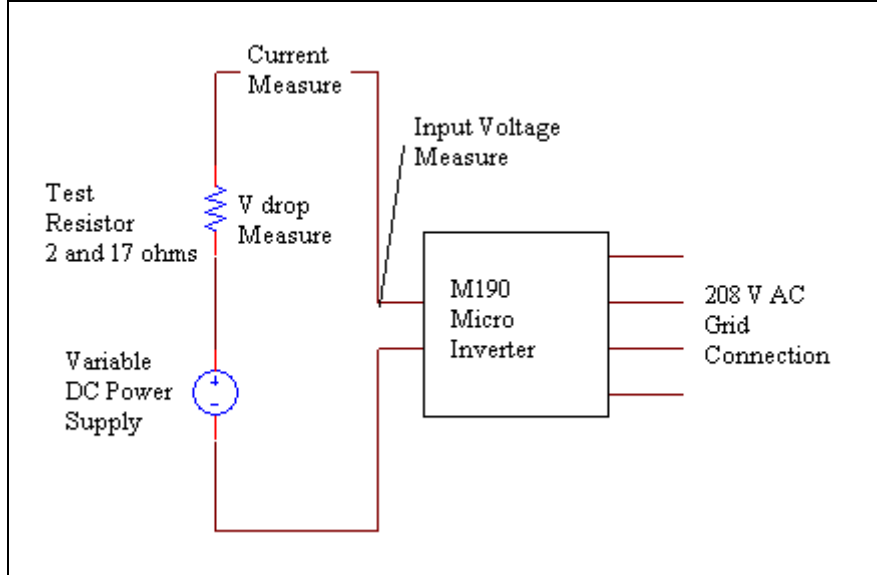 Current
Measure
Input Voltage
Measure
Test
Resistor
2 and 17 ohms
V drop
Measure
M190
Micro
Inverter
208 V AC
Grid
Connection
Variable
DC Power
Supply
+
-